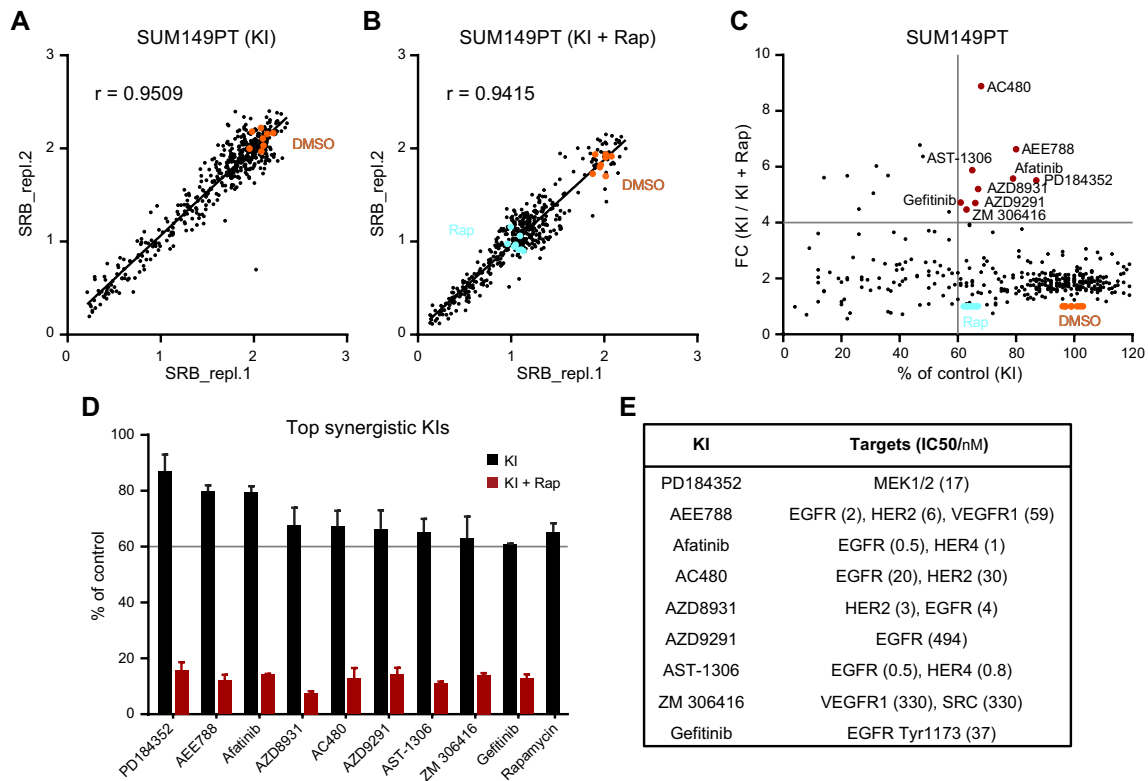 A
SUM149PT (KI)
r = 0.9509
DMSO
SRB_repl.2
3
2
1
0
0
1
2
3
SRB_repl.1
B
SUM149PT (KI + Rap)
r = 0.9415
Rap
DMSO
SRB_repl.2
3
2
1
0
0
1
2
3
SRB_repl.1
C
SUM149PT
FC (KI / KI + Rap)
10
8
6
4
2
0
AC480
AEE788
AST-1306
Afatinib
PD184352
AZD8931
Gefitinib
AZD9291
ZM 306416
Rap
DMSO
0
20
40
60
80
100
120
% of control (KI)
D
Top synergistic KIs
KI
KI + Rap
% of control
100
80
60
40
20
0
PD184352
AEE788
Afatinib
AZD8931
AC480
AZD9291
AST-1306
ZM 306416
Gefitinib
Rapamycin
E
KI Targets (IC50/nM)
PD184352 MEK1/2 (17)
AEE788 EGFR (2), HER2 (6), VEGFR1 (59)
Afatinib EGFR (0.5), HER4 (1)
AC480 EGFR (20), HER2 (30)
AZD8931 HER2 (3), EGFR (4)
AZD9291 EGFR (494)
AST-1306 EGFR (0.5), HER4 (0.8)
ZM 306416 VEGFR1 (330), SRC (330)
Gefitinib EGFR Tyr1173 (37)